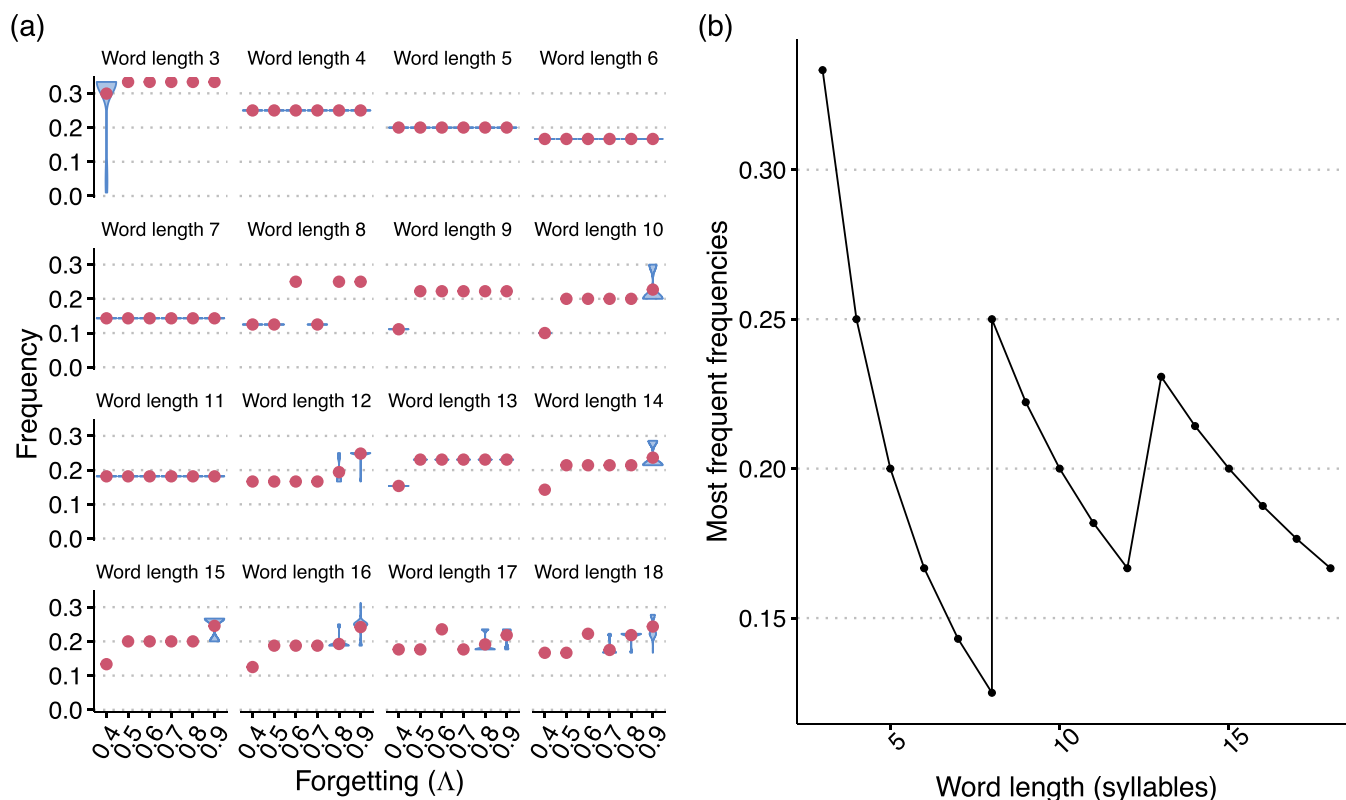 (a)
Word length 3 Word length 4 Word length 5 Word length 6
0.3
0.2
0.1
0.0
Word length 7 Word length 8 Word length 9 Word length 10
0.3
0.2
0.1
0.0
Word length 11 Word length 12 Word length 13 Word length 14
0.3
0.2
0.1
0.0
Word length 15 Word length 16 Word length 17 Word length 18
0.3
0.2
0.1
0.0
0.4 0.5 0.6 0.7 0.8 0.9 0.4 0.5 0.6 0.7 0.8 0.9 0.4 0.5 0.6 0.7 0.8 0.9 0.4 0.5 0.6 0.7 0.8 0.9
Frequency
Forgetting (Λ)
(b)
0.30
0.25
0.20
0.15
5 10 15
Most frequent frequencies
Word length (syllables)